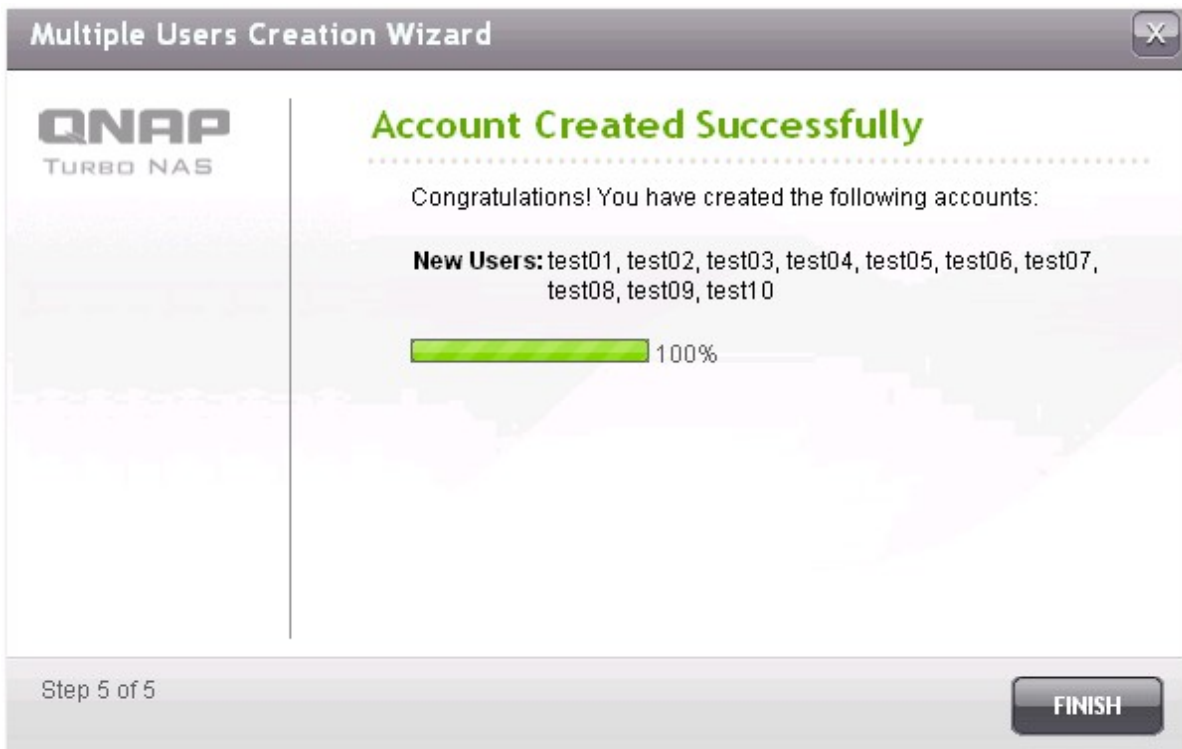 Multiple Users Creation Wizard
X
QNAP
TURBO NAS
Account Created Successfully
Congratulations! You have created the following accounts:
New Users: test01, test02, test03, test04, test05, test06, test07,
test08, test09, test10
100%
Step 5 of 5
FINISH